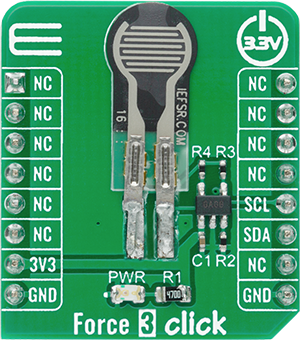 3.3V
NC NC
NC NC
NC NC
NC NC
NC SCL
NC SDA
3V3 NC
GND GND
IEFSR.COM
16
R4 R3
C1 R2
PWR R1
4700
Force 3 click